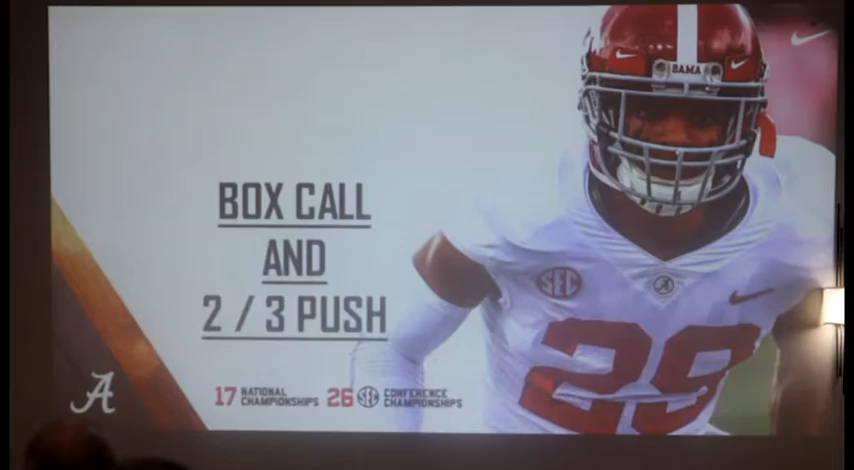 BAMA
BOX CALL
AND
2 / 3 PUSH
SEC
A
29
A
17 NATIONAL CHAMPIONSHIPS 26 SEC CONFERENCE CHAMPIONSHIPS